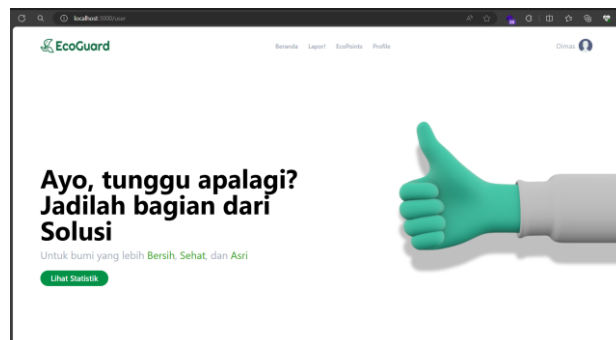 localhost:3000/user
EcoGuard
Beranda Lapor! EcoPoints Profile
Dimas
Ayo, tunggu apalagi?
Jadilah bagian dari
Solusi
Untuk bumi yang lebih Bersih, Sehat, dan Asri
Lihat Statistik